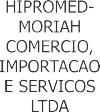 HIPROMED-
MORIAH
COMERCIO,
IMPORTACAO
E SERVICOS
LTDA